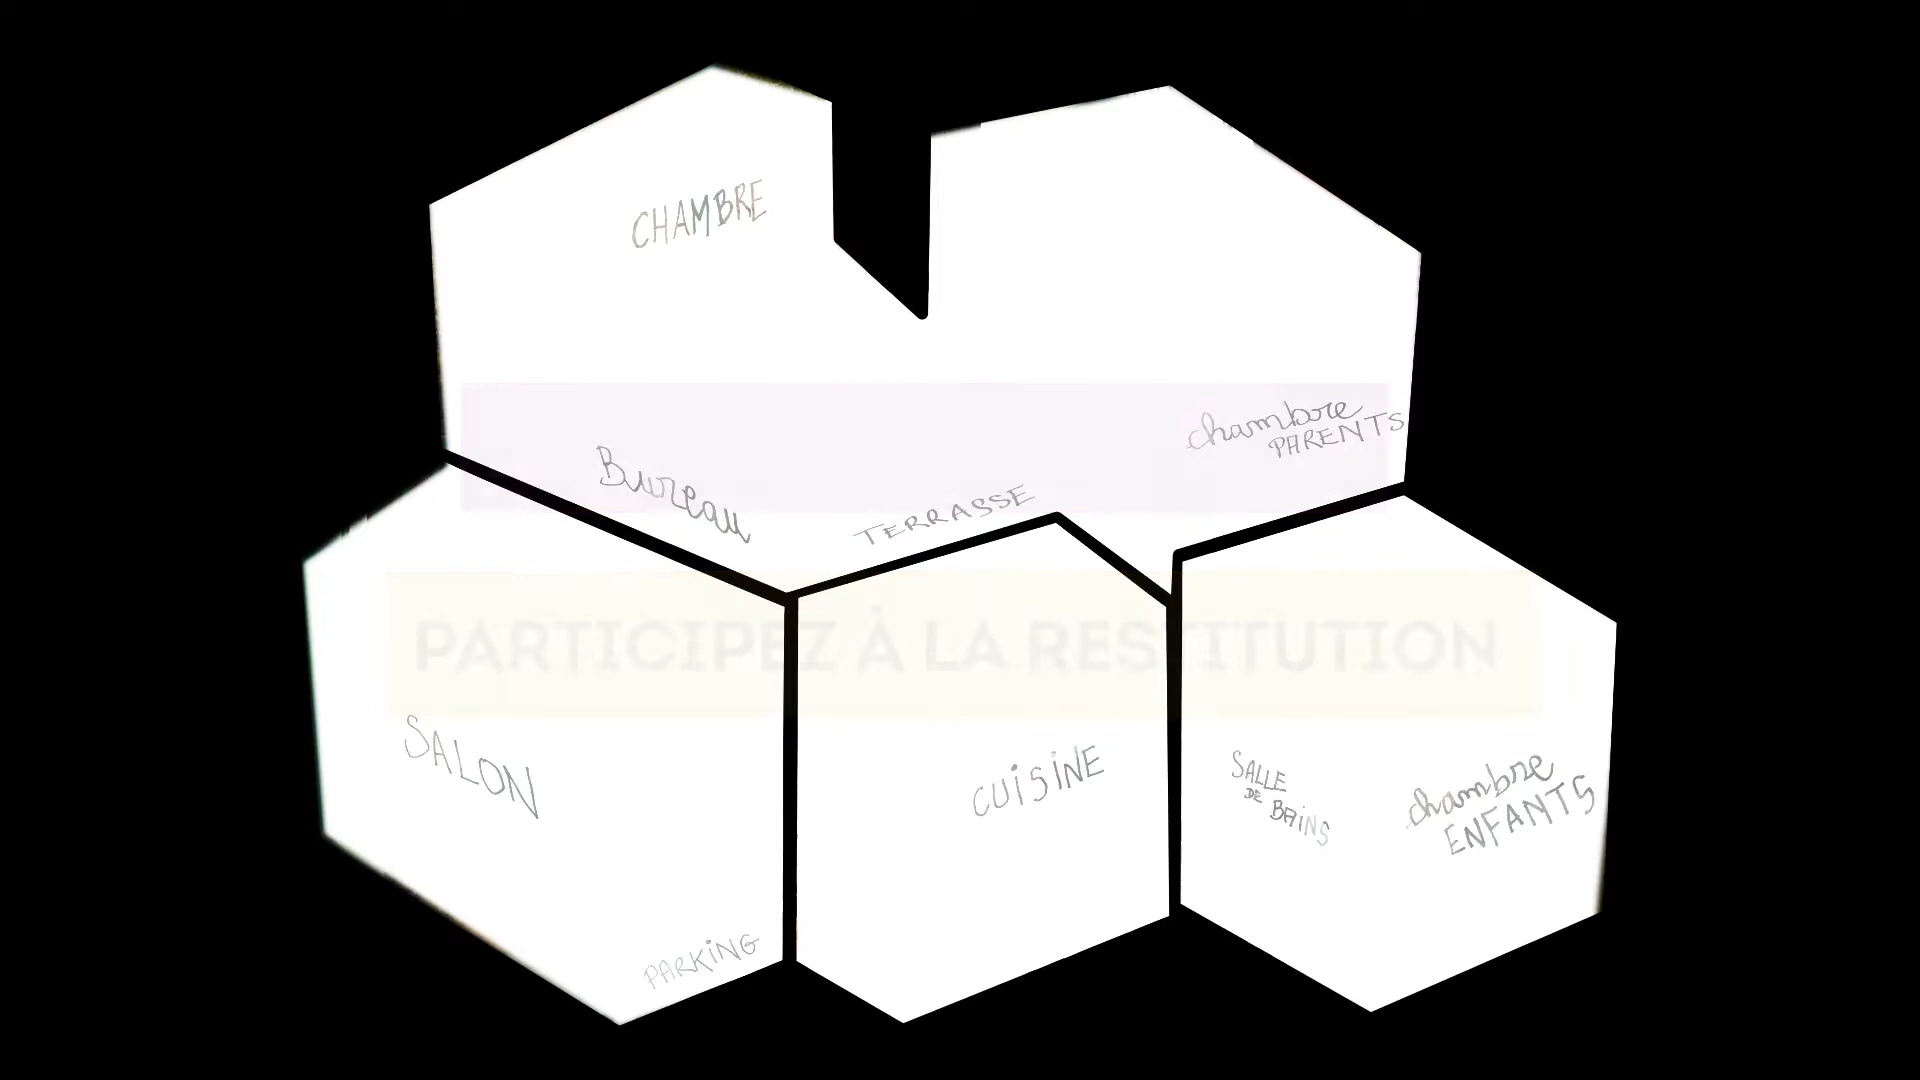 CHAMBRE
chambre
PARENTS
Bureau
TERRASSE
PARTICIPEZ À LA RESTITUTION
SALON
CUISINE
SALLE
DE BAINS
chambre
ENFANTS
PARKING